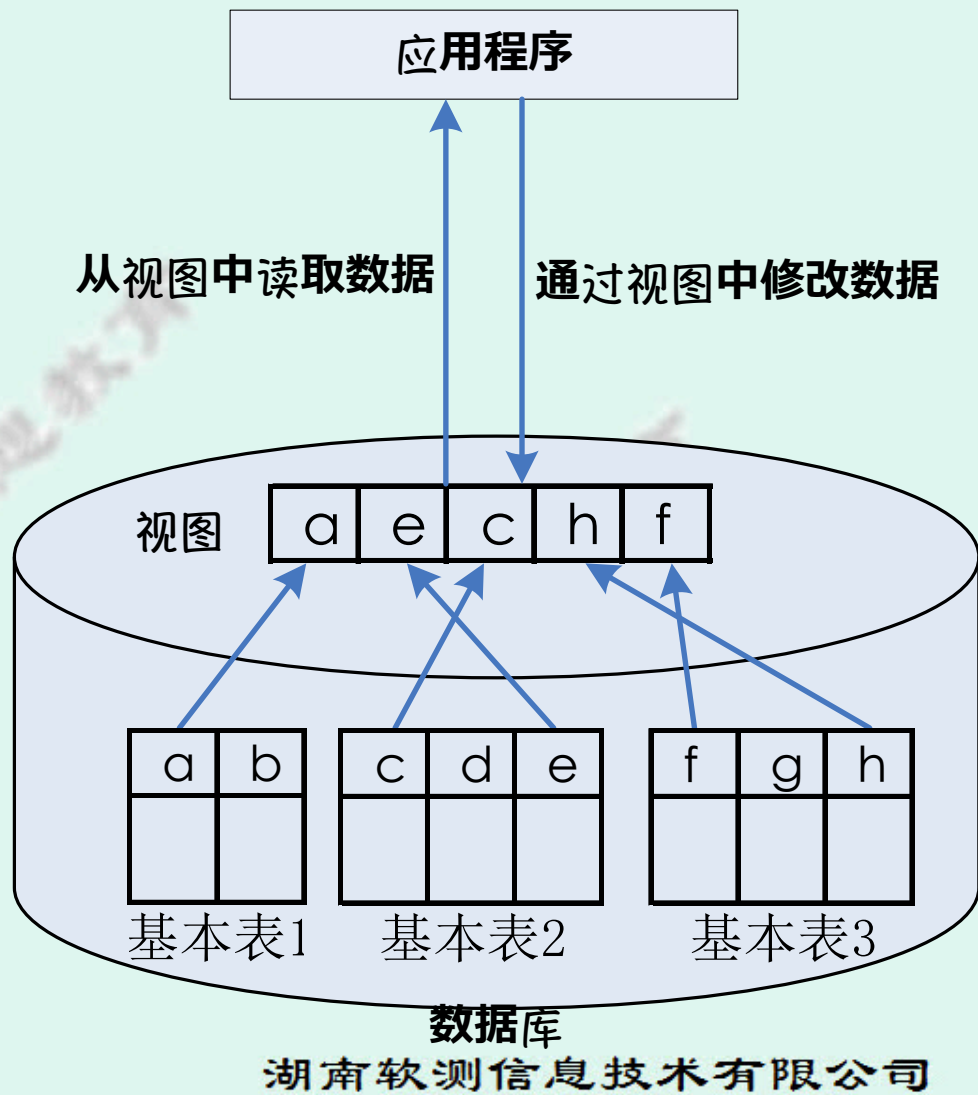 应用程序
从视图中读取数据
通过视图中修改数据
视图
a e c h f
a b
c d e
f g h
基本表1
基本表2
基本表3
数据库
湖南软测信息技术有限公司